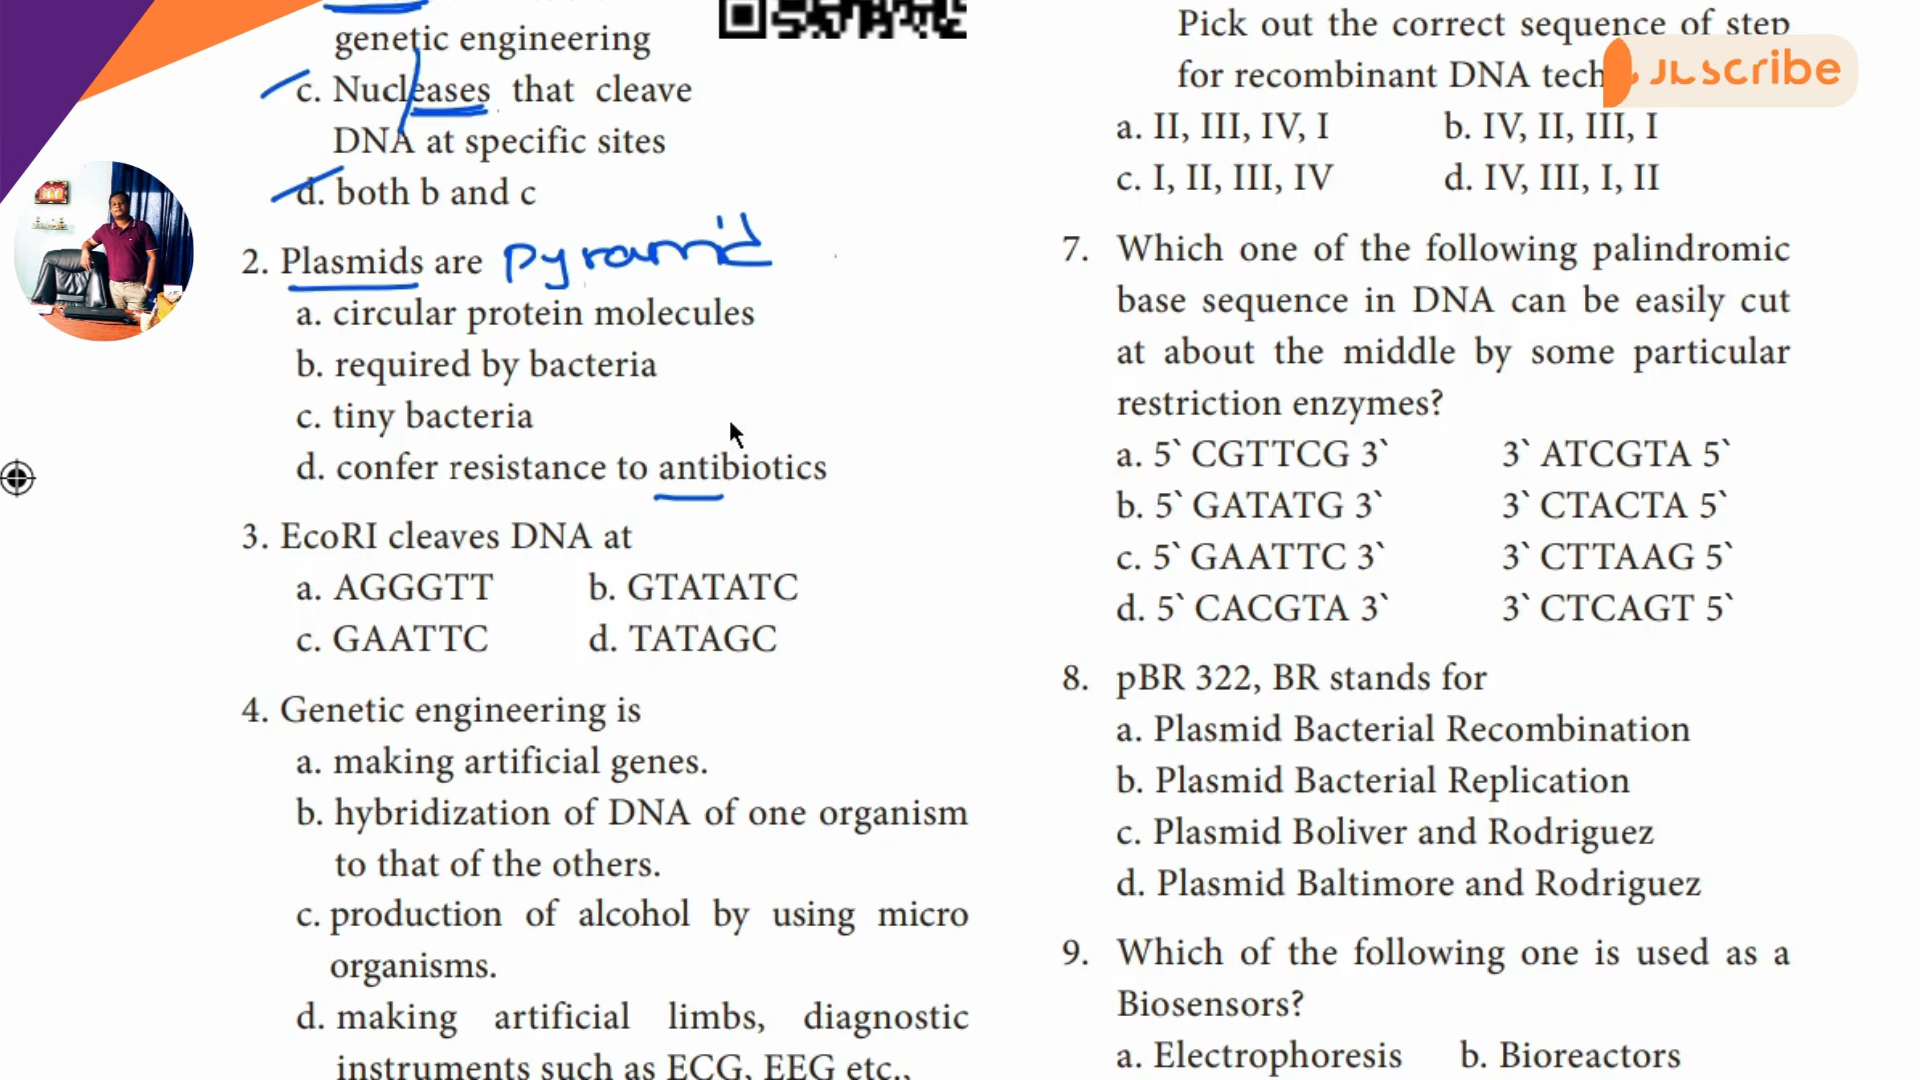 genetic engineering
c. Nucleases that cleave
DNA at specific sites
d. both b and c
2. Plasmids are pyramid
a. circular protein molecules
b. required by bacteria
c. tiny bacteria
d. confer resistance to antibiotics
3. EcoRI cleaves DNA at
a. AGGGTT b. GTATATC
c. GAATTC d. TATAGC
4. Genetic engineering is
a. making artificial genes.
b. hybridization of DNA of one organism
to that of the others.
c. production of alcohol by using micro
organisms.
d. making artificial limbs, diagnostic
instruments such as ECG, EEG etc.,
Pick out the correct sequence of step
for recombinant DNA tech
a. II, III, IV, I b. IV, II, III, I
c. I, II, III, IV d. IV, III, I, II
7. Which one of the following palindromic
base sequence in DNA can be easily cut
at about the middle by some particular
restriction enzymes?
a. 5` CGTTCG 3` 3` ATCGTA 5`
b. 5` GATATG 3` 3` CTACTA 5`
c. 5` GAATTC 3` 3` CTTAAG 5`
d. 5` CACGTA 3` 3` CTCAGT 5`
8. pBR 322, BR stands for
a. Plasmid Bacterial Recombination
b. Plasmid Bacterial Replication
c. Plasmid Boliver and Rodriguez
d. Plasmid Baltimore and Rodriguez
9. Which of the following one is used as a
Biosensors?
a. Electrophoresis b. Bioreactors